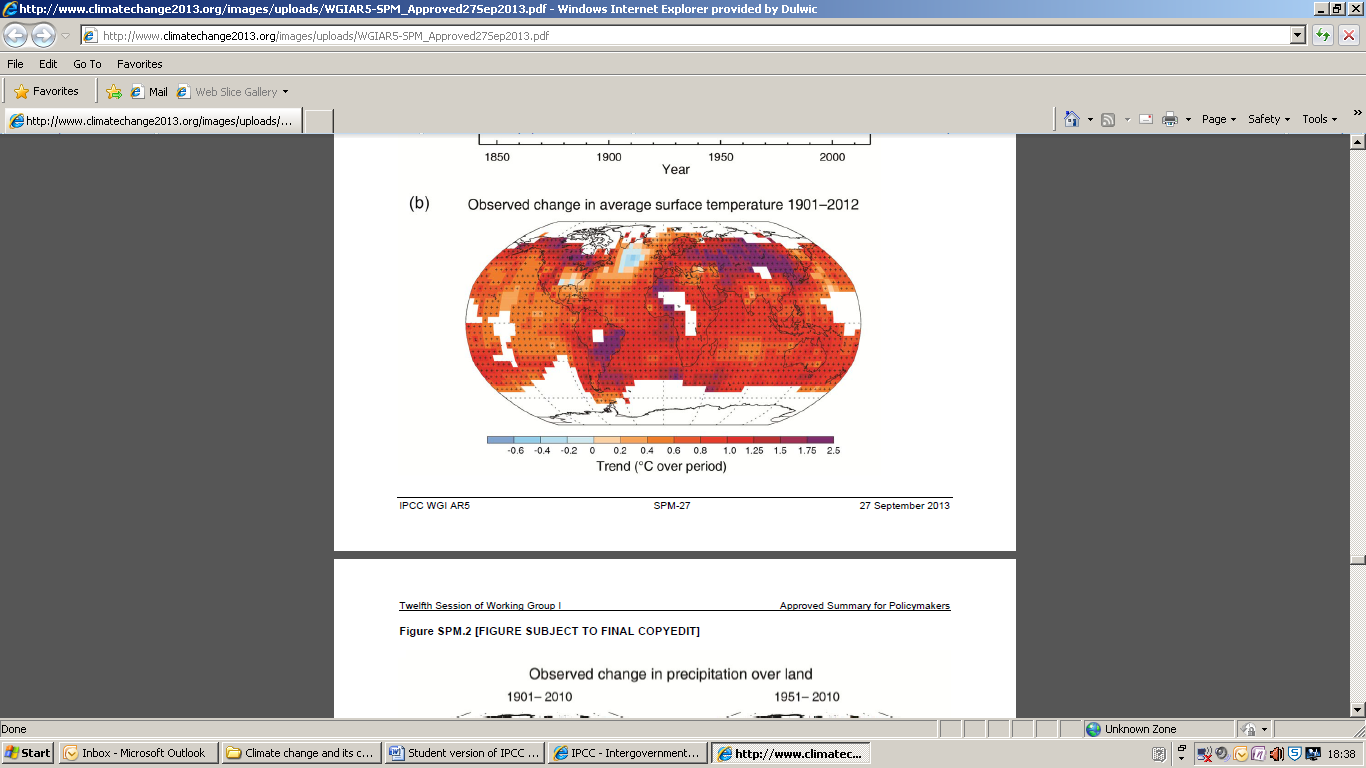 http://www.climatechange2013.org/images/uploads/WGIAR5-SPM_Approved27Sep2013.pdf - Windows Internet Explorer provided by Dulwic
http://www.climatechange2013.org/images/uploads/WGIAR5-SPM_Approved27Sep2013.pdf
File Edit Go To Favorites
Favorites Mail Web Slice Gallery
http://www.climatechange2013.org/images/uploads/... Page Safety Tools »
1850 1900 1950 2000
Year
(b) Observed change in average surface temperature 1901–2012
-0.6 -0.4 -0.2 0 0.2 0.4 0.6 0.8 1.0 1.25 1.5 1.75 2.5
Trend (°C over period)
IPCC WGI AR5 SPM-27 27 September 2013
Twelfth Session of Working Group I Approved Summary for Policymakers
Figure SPM.2 [FIGURE SUBJECT TO FINAL COPYEDIT]
Observed change in precipitation over land
1901– 2010 1951– 2010
Done Unknown Zone
Start Inbox - Microsoft Outlook Climate change and its c... Student version of IPCC ... IPCC - Intergovernment... http://www.climatec... 18:38